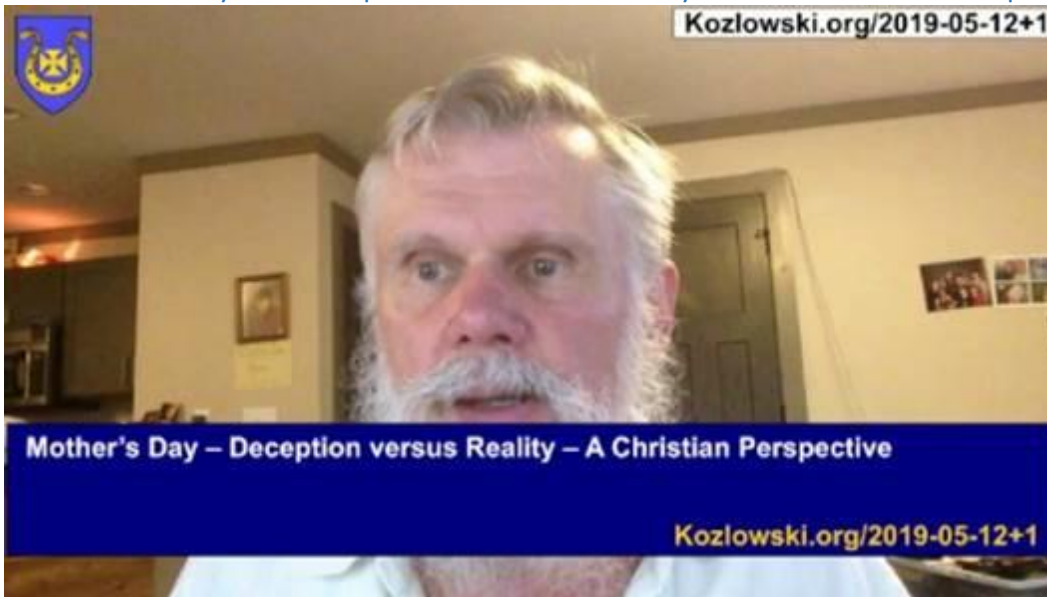 Kozlowski.org/2019-05-12+1
Mother's Day – Deception versus Reality – A Christian Perspective
Kozlowski.org/2019-05-12+1